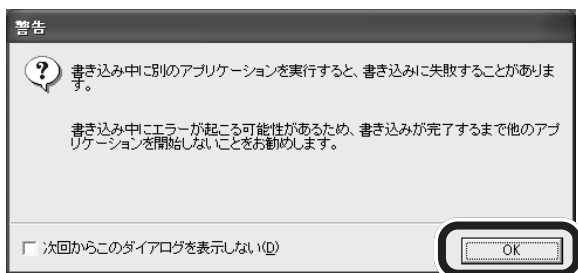 警告
書き込み中に別のアプリケーションを実行すると、書き込みに失敗することがありま
す。
書き込み中にエラーが起こる可能性があるため、書き込みが完了するまで他のアプ
リケーションを開始しないことをお勧めします。
次回からこのダイアログを表示しない(D)
OK